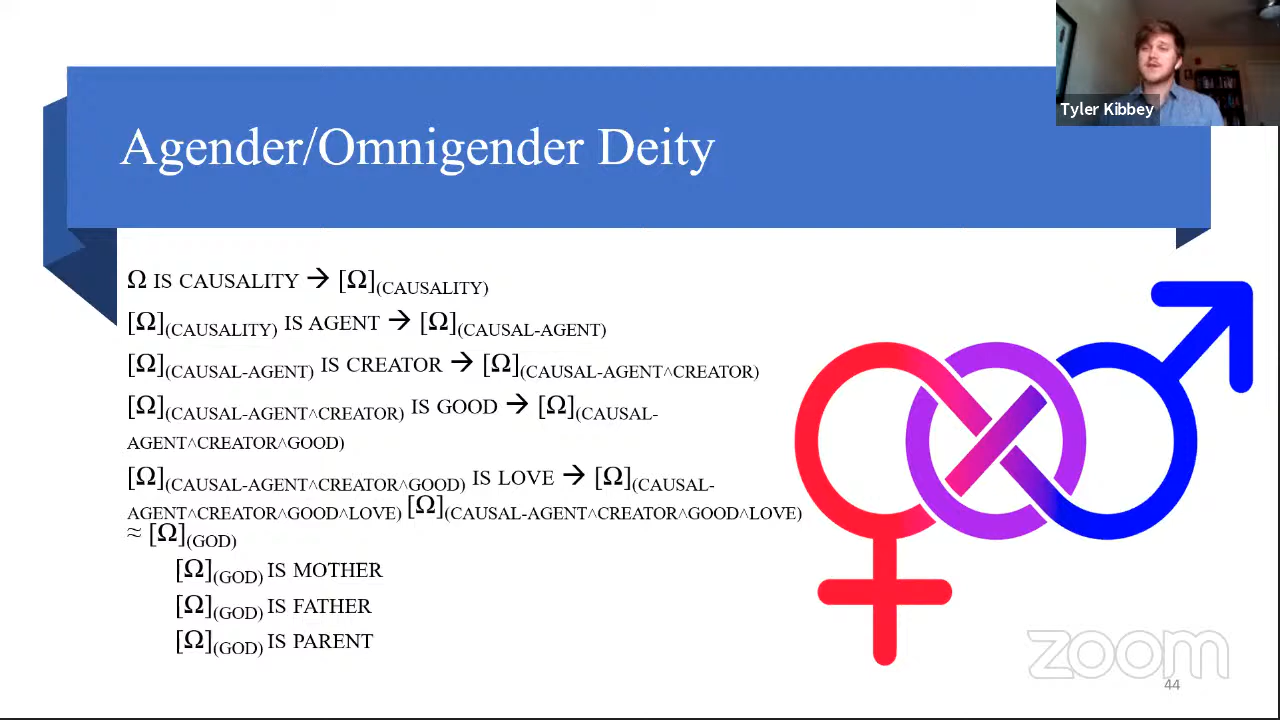 Tyler Kibbey
Agender/Omnigender Deity
Ω IS CAUSALITY → [Ω](CAUSALITY)
[Ω](CAUSALITY) IS AGENT → [Ω](CAUSAL-AGENT)
[Ω](CAUSAL-AGENT) IS CREATOR → [Ω](CAUSAL-AGENT^CREATOR)
[Ω](CAUSAL-AGENT^CREATOR) IS GOOD → [Ω](CAUSAL-
AGENT^CREATOR^GOOD)
[Ω](CAUSAL-AGENT^CREATOR^GOOD) IS LOVE → [Ω](CAUSAL-
AGENT^CREATOR^GOOD^LOVE) [Ω](CAUSAL-AGENT^CREATOR^GOOD^LOVE)
≈ [Ω](GOD)
[Ω](GOD) IS MOTHER
[Ω](GOD) IS FATHER
[Ω](GOD) IS PARENT
zoom
44